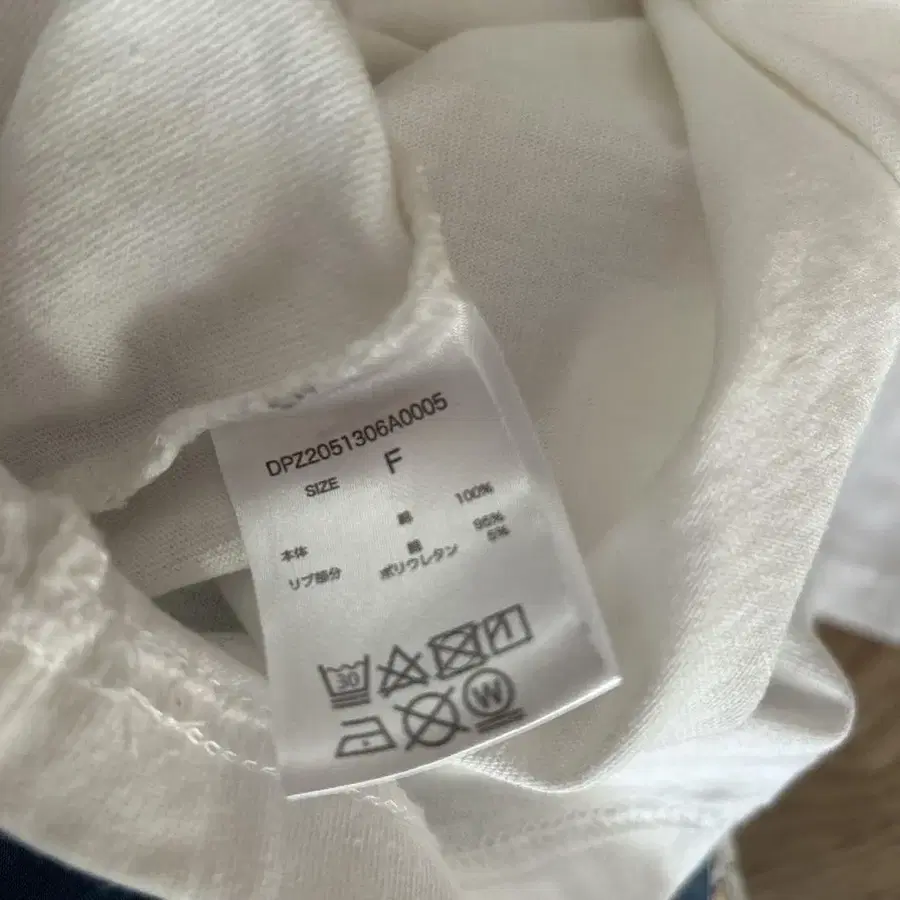 DPZ2051306A0005
SIZE F
本体 綿 100%
リブ部分 綿 95%
ポリウレタン 5%
30
W